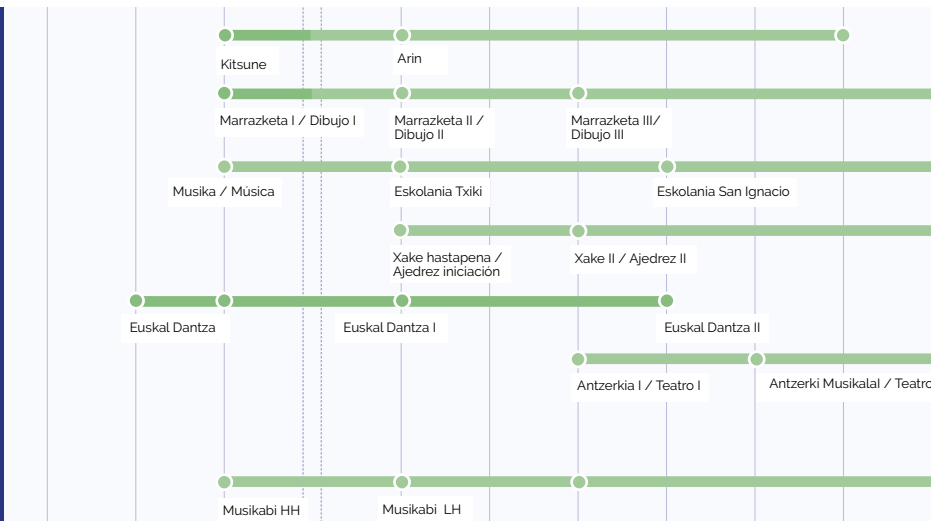 Kitsune
Arin
Marrazketa I / Dibujo I
Marrazketa II /
Dibujo II
Marrazketa III/
Dibujo III
Musika / Música
Eskolania Txiki
Eskolania San Ignacio
Xake hastapena /
Ajedrez iniciación
Xake II / Ajedrez II
Euskal Dantza
Euskal Dantza I
Euskal Dantza II
Antzerkia I / Teatro I
Antzerki MusikalaI / Teatro
Musikabi HH
Musikabi LH